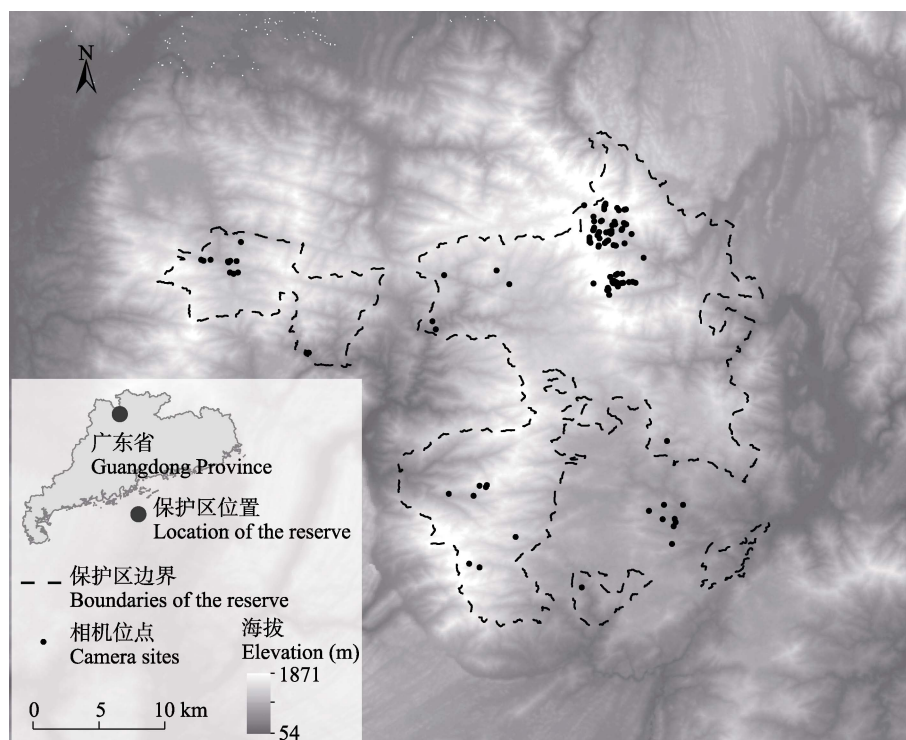 N
广东省
Guangdong Province
保护区位置
Location of the reserve
保护区边界
Boundaries of the reserve
相机位点
Camera sites
海拔
Elevation (m)
1871
54
0 5 10 km